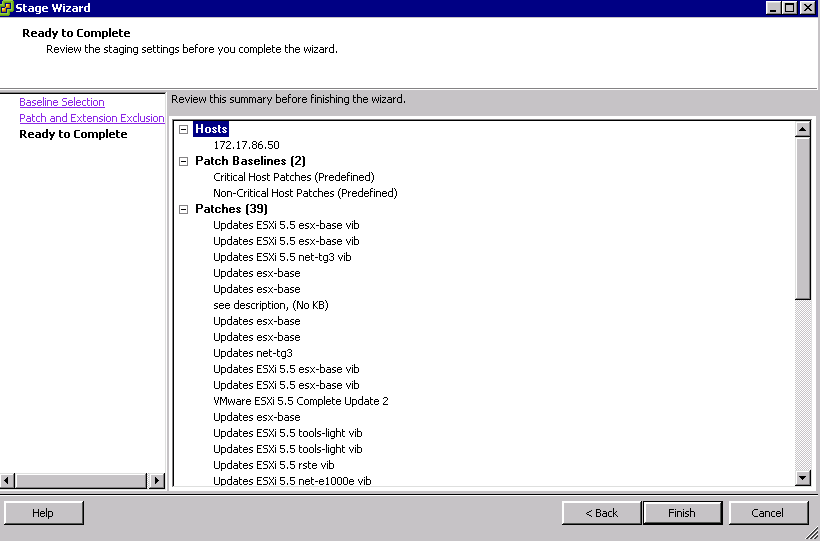 Stage Wizard
Ready to Complete
Review the staging settings before you complete the wizard.
Baseline Selection
Patch and Extension Exclusion
Ready to Complete
Review this summary before finishing the wizard.
Hosts
172.17.86.50
Patch Baselines (2)
Critical Host Patches (Predefined)
Non-Critical Host Patches (Predefined)
Patches (39)
Updates ESXi 5.5 esx-base vib
Updates ESXi 5.5 esx-base vib
Updates ESXi 5.5 net-tg3 vib
Updates esx-base
Updates esx-base
see description, (No KB)
Updates esx-base
Updates esx-base
Updates net-tg3
Updates ESXi 5.5 esx-base vib
Updates ESXi 5.5 esx-base vib
VMware ESXi 5.5 Complete Update 2
Updates esx-base
Updates ESXi 5.5 tools-light vib
Updates ESXi 5.5 tools-light vib
Updates ESXi 5.5 rste vib
Updates ESXi 5.5 net-e1000e vib
Help
< Back
Finish
Cancel